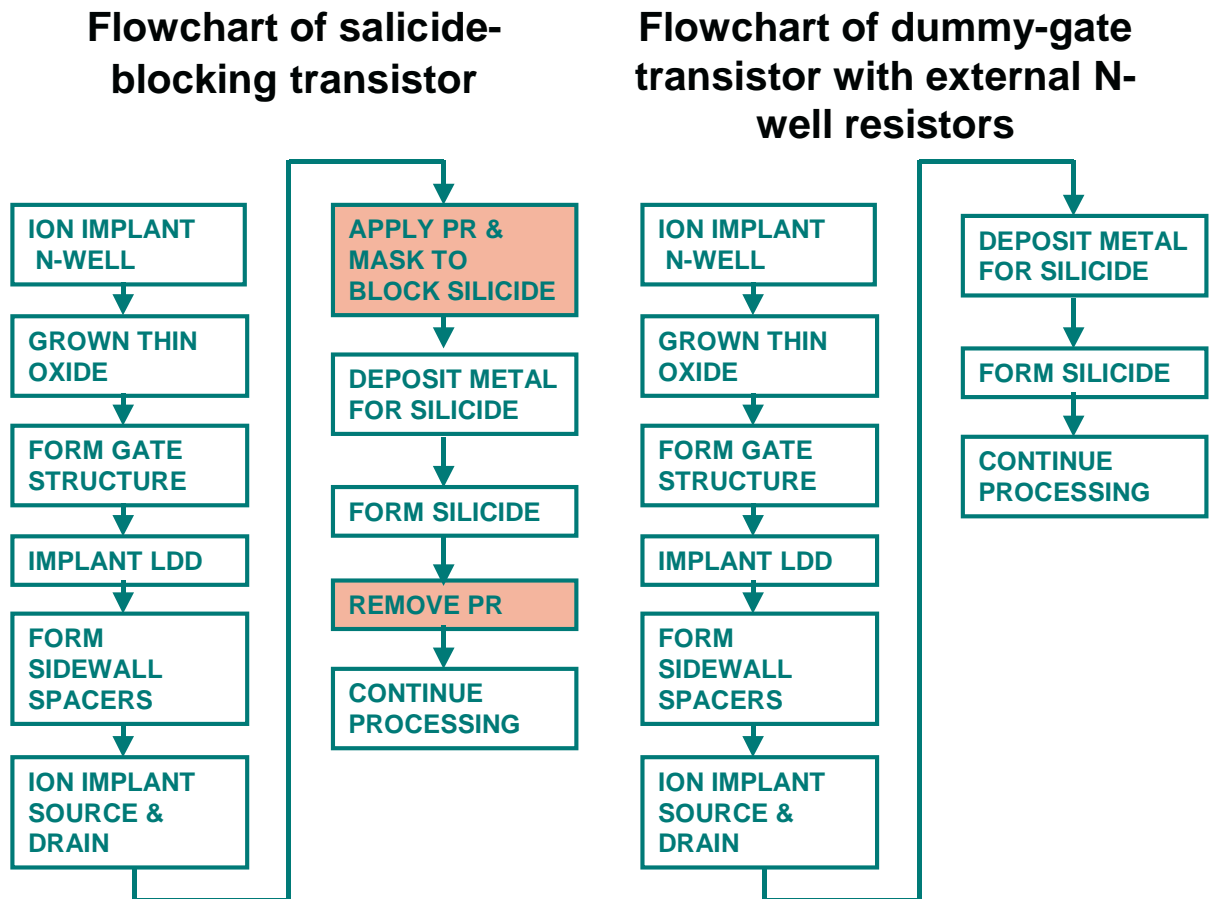 Flowchart of salicide-
blocking transistor
ION IMPLANT
N-WELL
GROWN THIN
OXIDE
FORM GATE
STRUCTURE
IMPLANT LDD
FORM
SIDEWALL
SPACERS
ION IMPLANT
SOURCE &
DRAIN
APPLY PR &
MASK TO
BLOCK SILICIDE
DEPOSIT METAL
FOR SILICIDE
FORM SILICIDE
REMOVE PR
CONTINUE
PROCESSING
Flowchart of dummy-gate
transistor with external N-
well resistors
ION IMPLANT
N-WELL
GROWN THIN
OXIDE
FORM GATE
STRUCTURE
IMPLANT LDD
FORM
SIDEWALL
SPACERS
ION IMPLANT
SOURCE &
DRAIN
DEPOSIT METAL
FOR SILICIDE
FORM SILICIDE
CONTINUE
PROCESSING